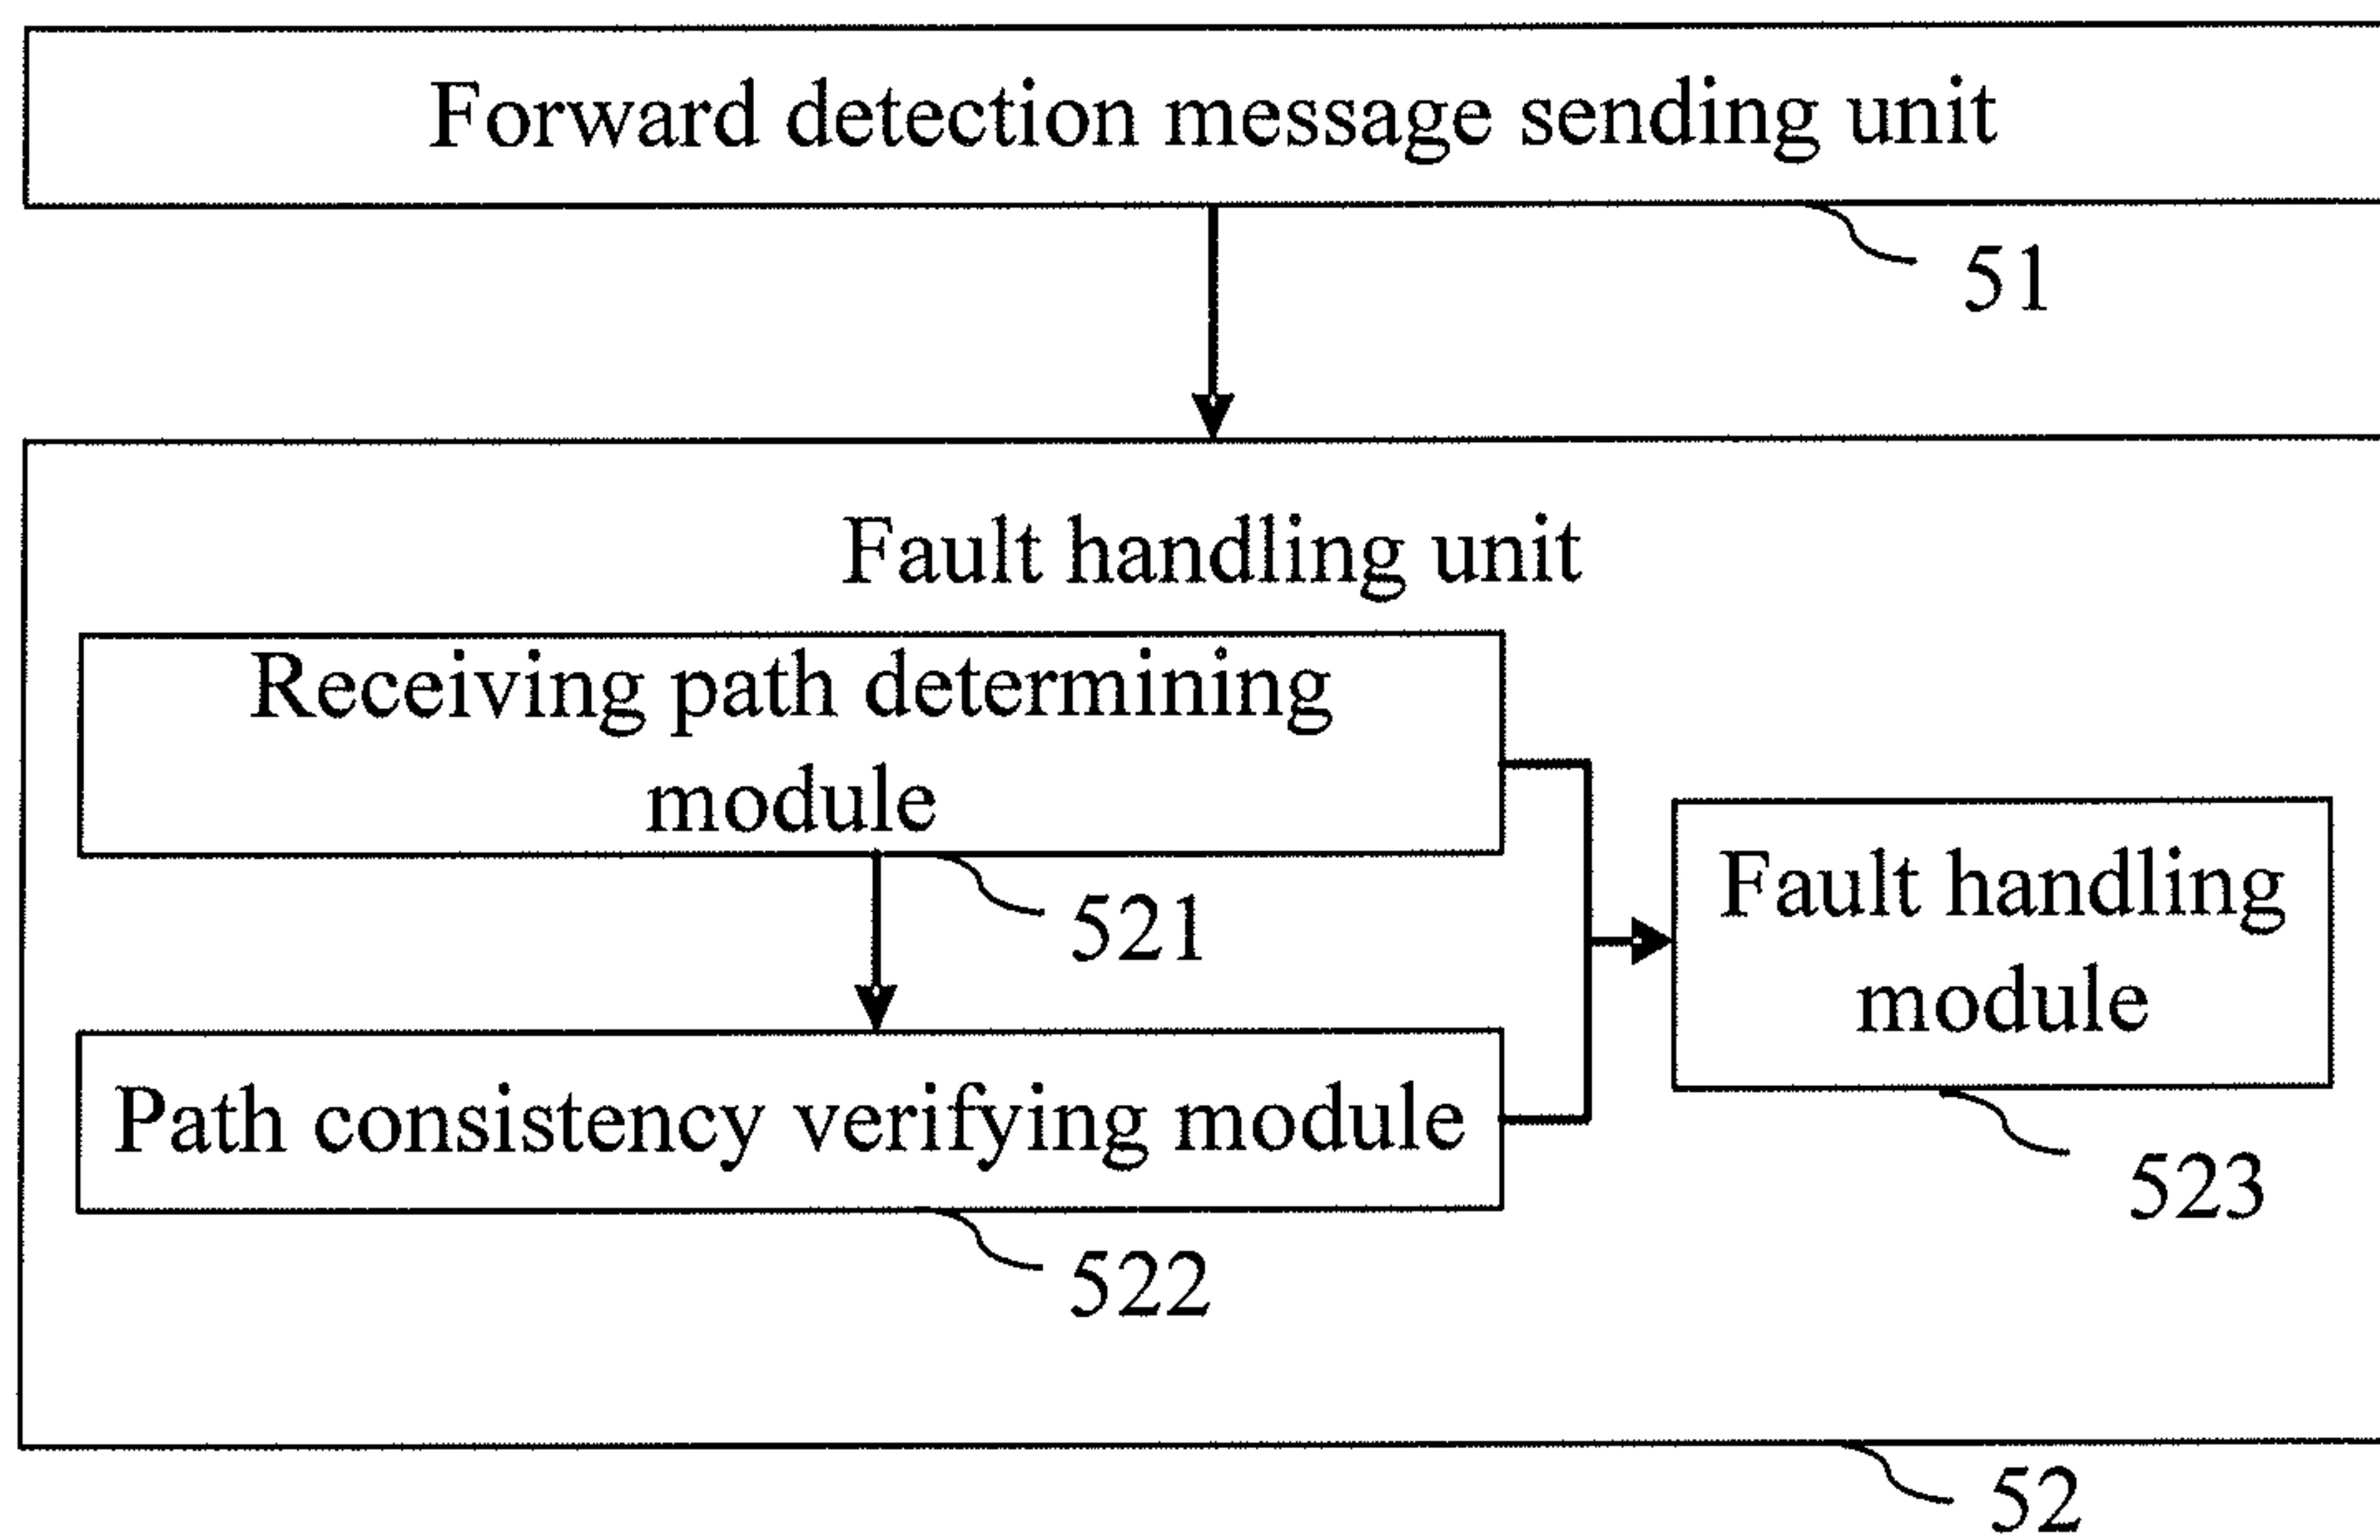 Forward detection message sending unit
51
Fault handling unit
Receiving path determining
module
521
Fault handling
module
523
Path consistency verifying module
522
52